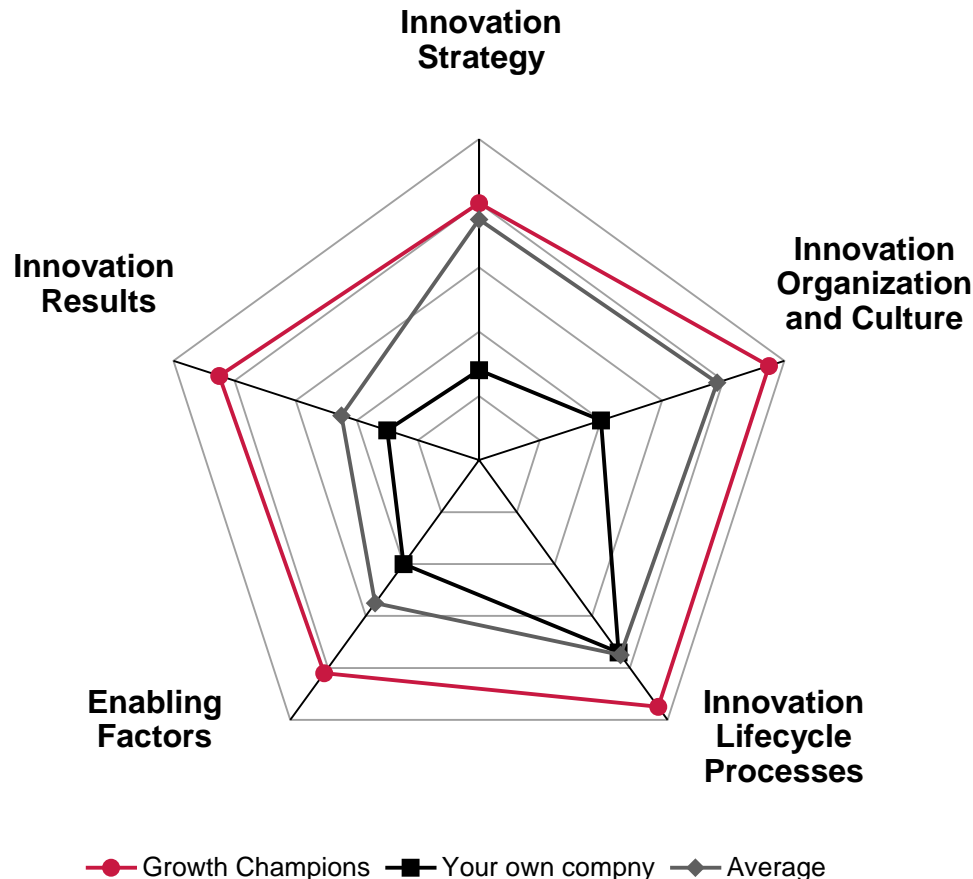 Innovation
Strategy
Innovation
Organization
and Culture
Innovation
Results
Enabling
Factors
Innovation
Lifecycle
Processes
Growth Champions
Your own compny
Average